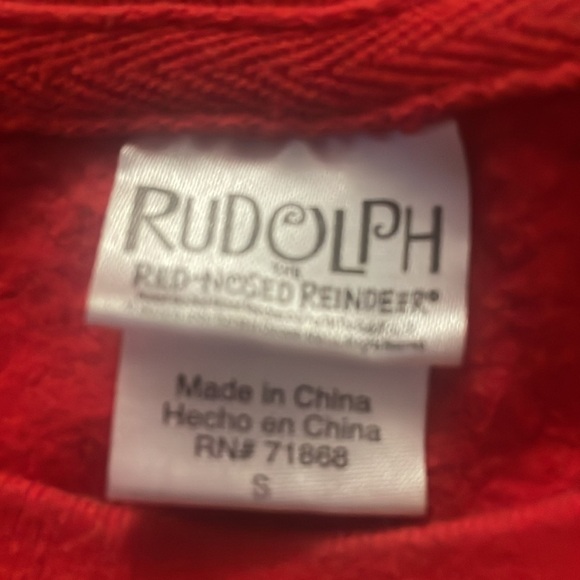 RUDOLPH
THE
RED-NOSED REINDEER®
Made in China
Hecho en China
RN# 71868
S